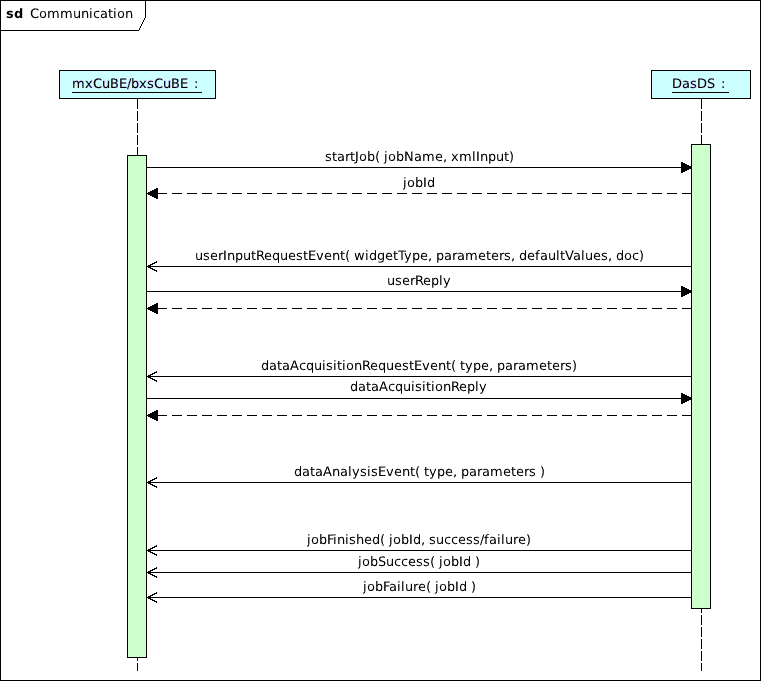 sd Communication
mxCuBE/bxsCuBE :
DasDS :
startJob( jobName, xmlInput)
jobId
userInputRequestEvent( widgetType, parameters, defaultValues, doc)
userReply
dataAcquisitionRequestEvent( type, parameters)
dataAcquisitionReply
dataAnalysisEvent( type, parameters )
jobFinished( jobId, success/failure)
jobSuccess( jobId )
jobFailure( jobId )